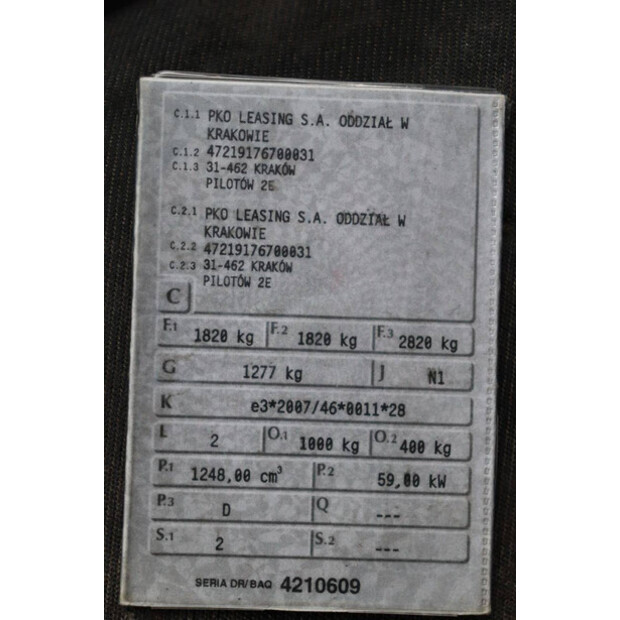 C.1.1 PKO LEASING S.A. ODDZIAŁ W
KRAKOWIE
C.1.2 47219176700031
C.1.3 31-462 KRAKÓW
PILOTÓW 2E
C.2.1 PKO LEASING S.A. ODDZIAŁ W
KRAKOWIE
C.2.2 47219176700031
C.2.3 31-462 KRAKÓW
PILOTÓW 2E
C
F.1 1820 kg F.2 1820 kg F.3 2820 kg
G 1277 kg J N1
K e3*2007/46*0011*28
L 2 O.1 1000 kg O.2 400 kg
P.1 1248,00 cm³ P.2 59,00 kW
P.3 D Q ---
S.1 2 S.2 ---
SERIA DR/BAQ 4210609